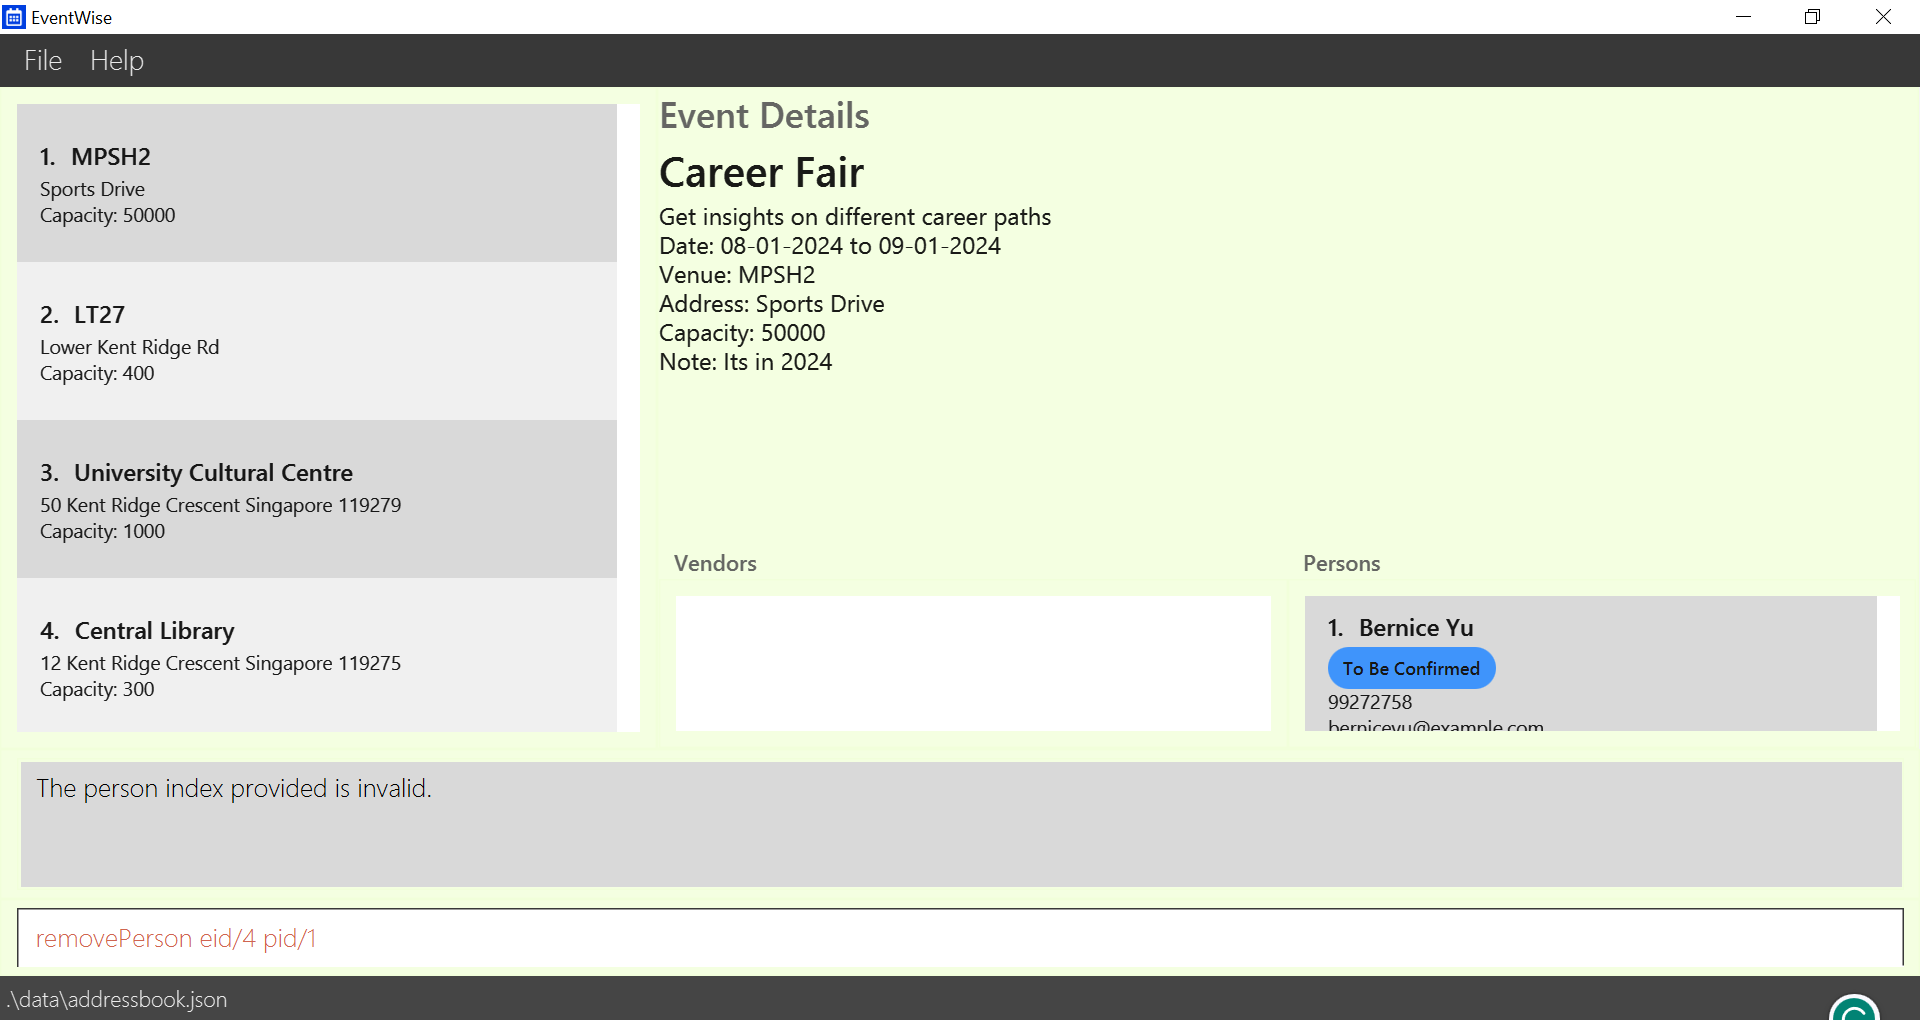 EventWise
File Help
1. MPSH2
Sports Drive
Capacity: 50000
2. LT27
Lower Kent Ridge Rd
Capacity: 400
3. University Cultural Centre
50 Kent Ridge Crescent Singapore 119279
Capacity: 1000
4. Central Library
12 Kent Ridge Crescent Singapore 119275
Capacity: 300
Event Details
Career Fair
Get insights on different career paths
Date: 08-01-2024 to 09-01-2024
Venue: MPSH2
Address: Sports Drive
Capacity: 50000
Note: Its in 2024
Vendors
Persons
1. Bernice Yu
To Be Confirmed
99272758
berniceyu@example.com
The person index provided is invalid.
removePerson eid/4 pid/1
.\data\addressbook.json